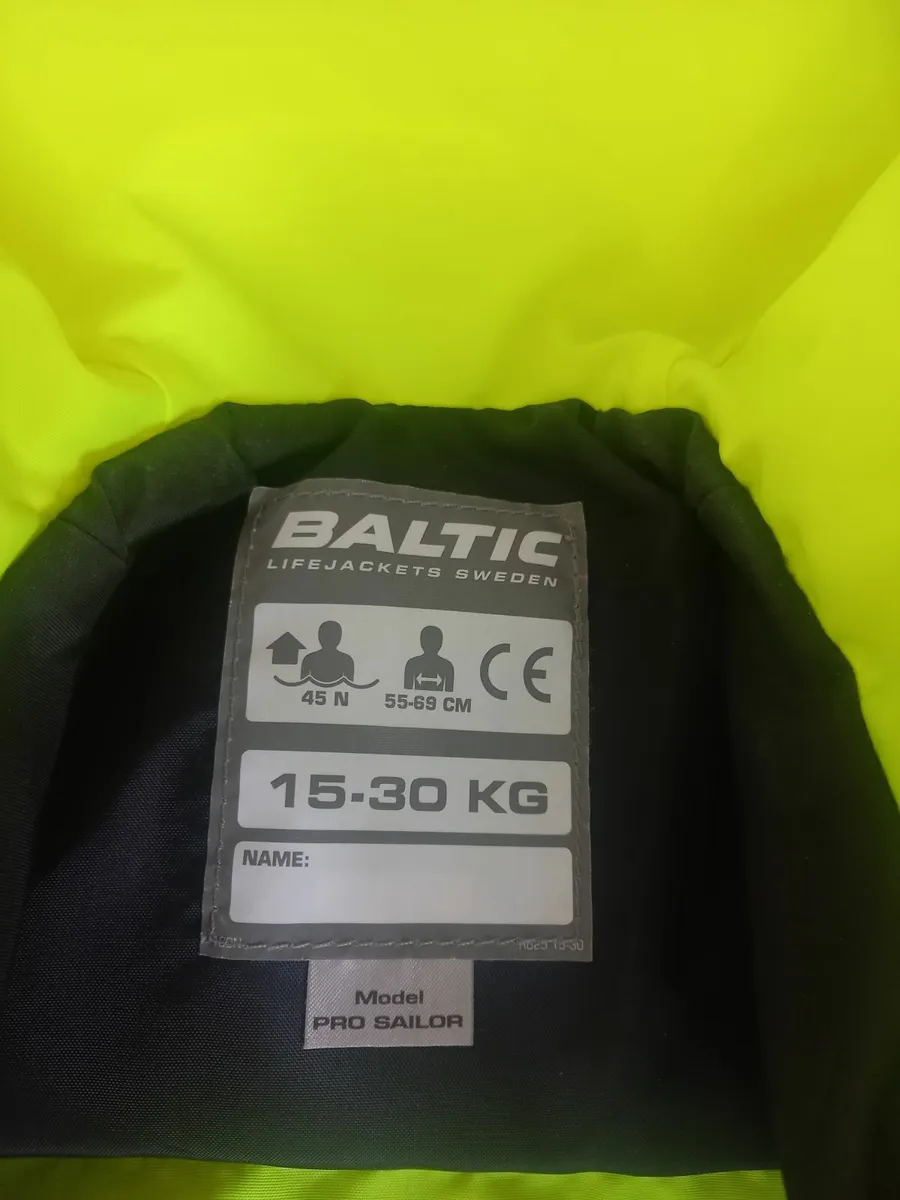 BALTIC
LIFEJACKETS SWEDEN
45 N
55-69 CM
CE
15-30 KG
NAME:
Model
PRO SAILOR